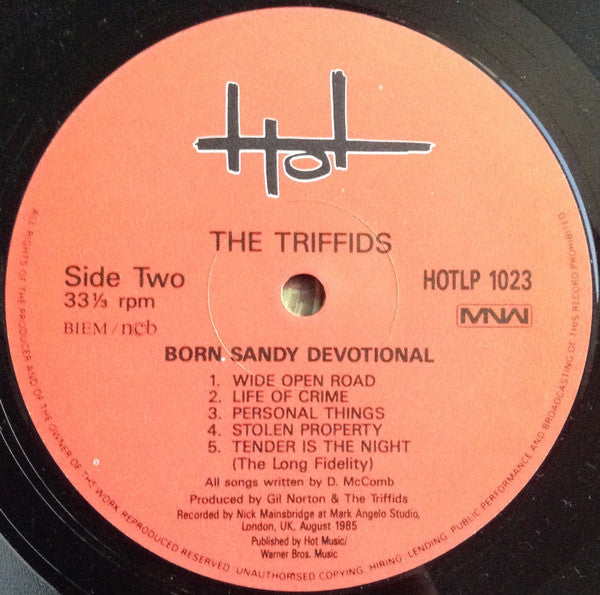 Hot
THE TRIFFIDS
Side Two
33⅓ rpm
BIEM/ncb
HOTLP 1023
MNW
BORN SANDY DEVOTIONAL
1. WIDE OPEN ROAD
2. LIFE OF CRIME
3. PERSONAL THINGS
4. STOLEN PROPERTY
5. TENDER IS THE NIGHT
(The Long Fidelity)
All songs written by D. McComb
Produced by Gil Norton & The Triffids
Recorded by Nick Mainsbridge at Mark Angelo Studio,
London, UK, August 1985
Published by Hot Music/
Warner Bros. Music
ALL RIGHTS OF THE PRODUCER AND OF THE OWNER OF THE WORK REPRODUCED RESERVED. UNAUTHORISED COPYING, HIRING, LENDING, PUBLIC PERFORMANCE AND BROADCASTING OF THIS RECORD PROHIBITED.